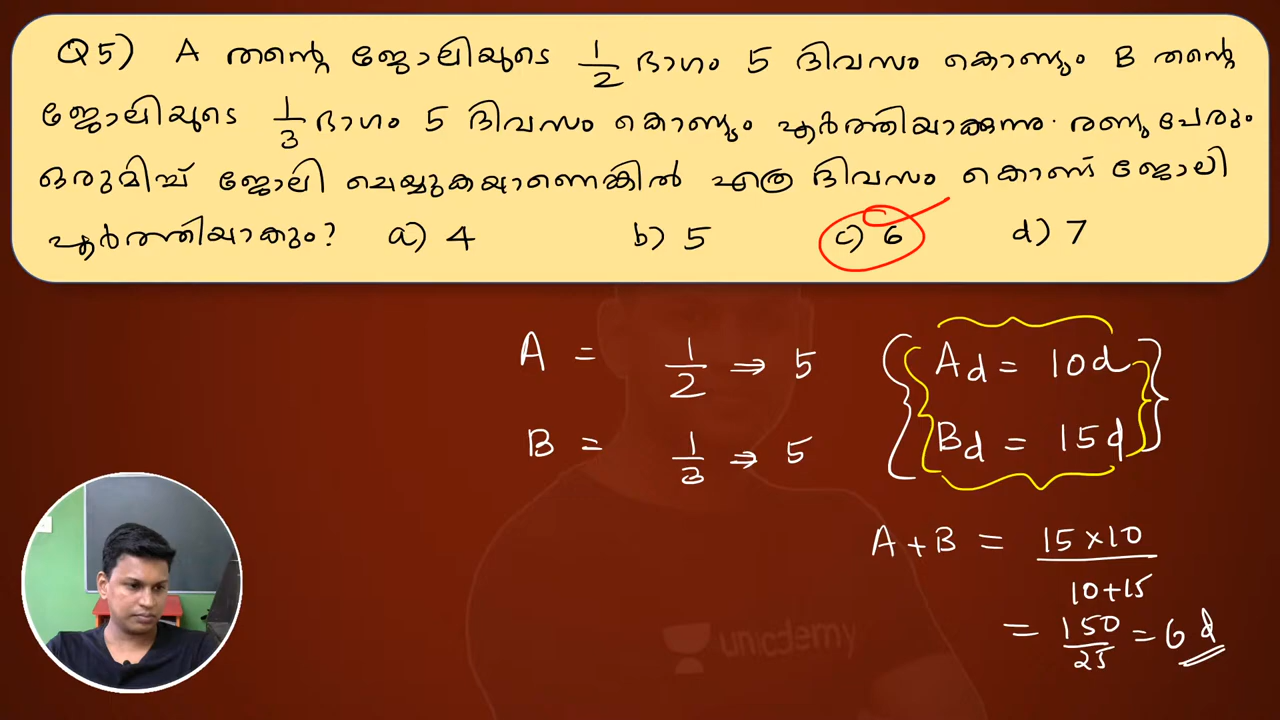 Q5) A തന്റെ ജോലിയുടെ 1/2 ഭാഗം 5 ദിവസം കൊണ്ടും B തന്റെ
ജോലിയുടെ 1/3 ഭാഗം 5 ദിവസം കൊണ്ടും പൂർത്തിയാക്കുന്നു. രണ്ടുപേരും
ഒരുമിച്ച് ജോലി ചെയ്യുകയാണെങ്കിൽ എത്ര ദിവസം കൊണ്ട് ജോലി
പൂർത്തിയാകും? a) 4 b) 5 c) 6 d) 7
A = 1/2 ⇒ 5 Ad = 10d
B = 1/3 ⇒ 5 Bd = 15d
A + B = 15 × 10 / 10 + 15
= 150/25 = 6 d
unacademy